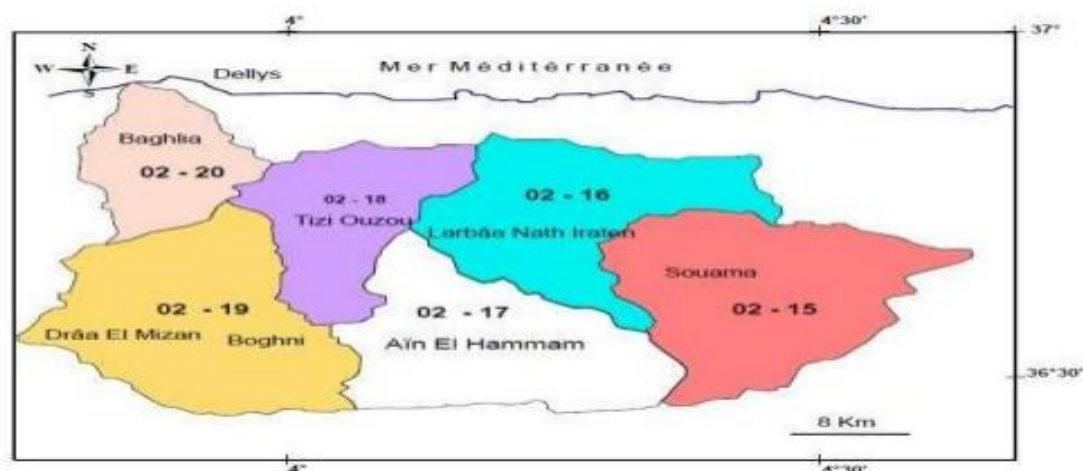 4° 4°30' 37°
N
W E
S
Dellys Mer Méditérranée
Baghlia
02 - 20
02 - 18
Tizi Ouzou
02 - 16
Larbâa Nath Iraten
Souama
02 - 15
02 - 19
Drâa El Mizan Boghni
02 - 17
Aïn El Hammam
36°30'
8 Km
4° 4°30'